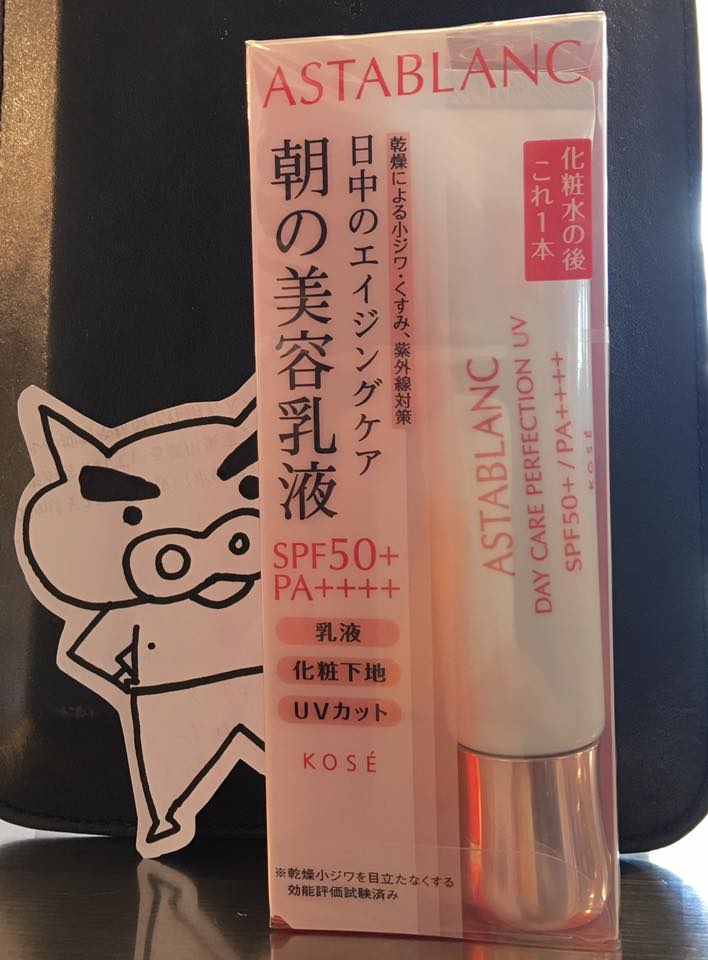 ASTABLANC
乾燥による小ジワ・くすみ、紫外線対策
日中のエイジングケア
朝の美容乳液
SPF50+
PA++++
乳液
化粧下地
UVカット
KOSÉ
※乾燥小ジワを目立たなくする
効能評価試験済み
化粧水の後
これ1本
ASTABLANC
DAY CARE PERFECTION UV
SPF50+/PA++++
KOSÉ